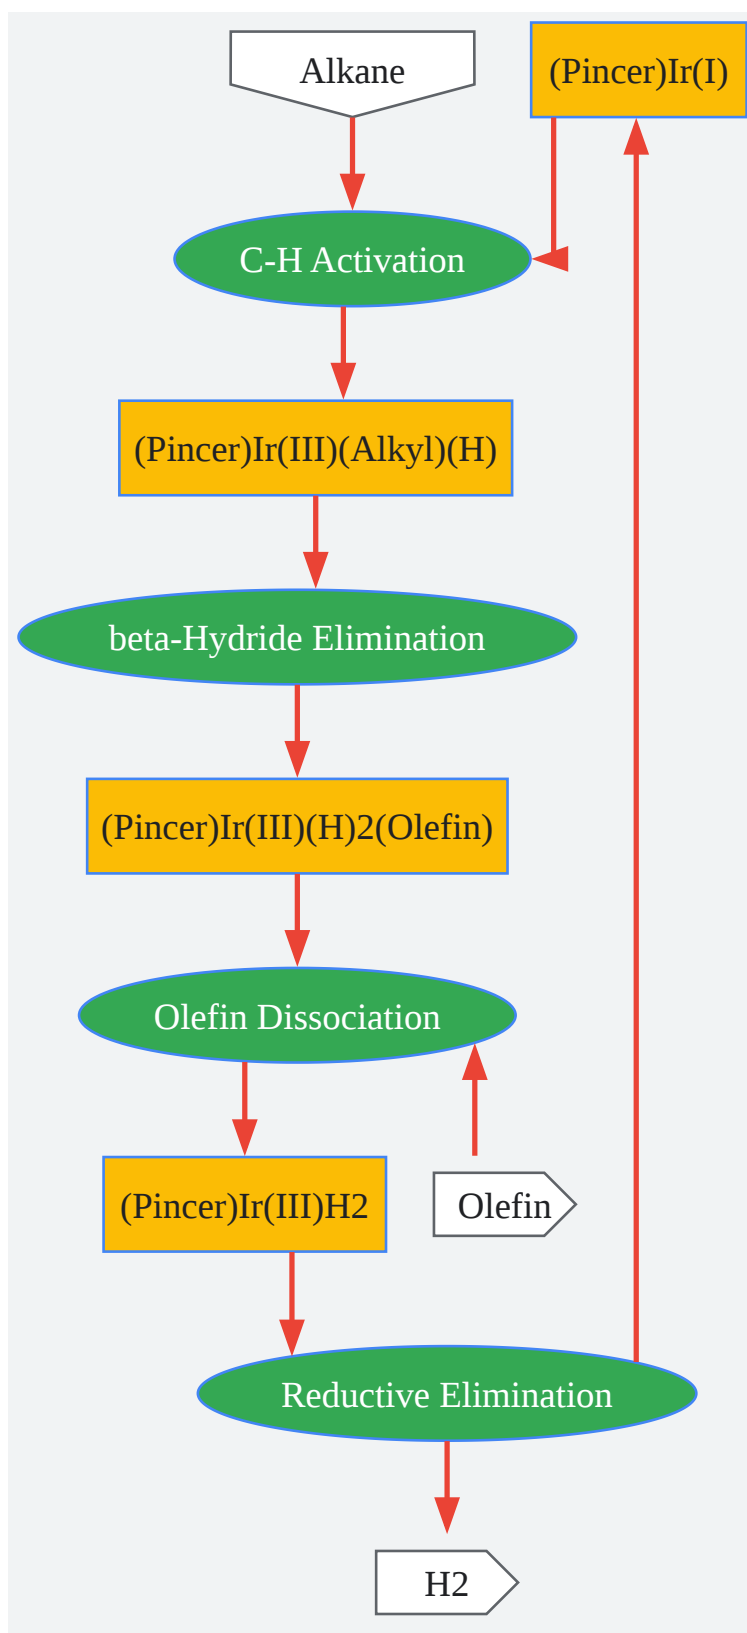 Alkane
(Pincer)Ir(I)
C-H Activation
(Pincer)Ir(III)(Alkyl)(H)
beta-Hydride Elimination
(Pincer)Ir(III)(H)2(Olefin)
Olefin Dissociation
(Pincer)Ir(III)H2
Olefin
Reductive Elimination
H2